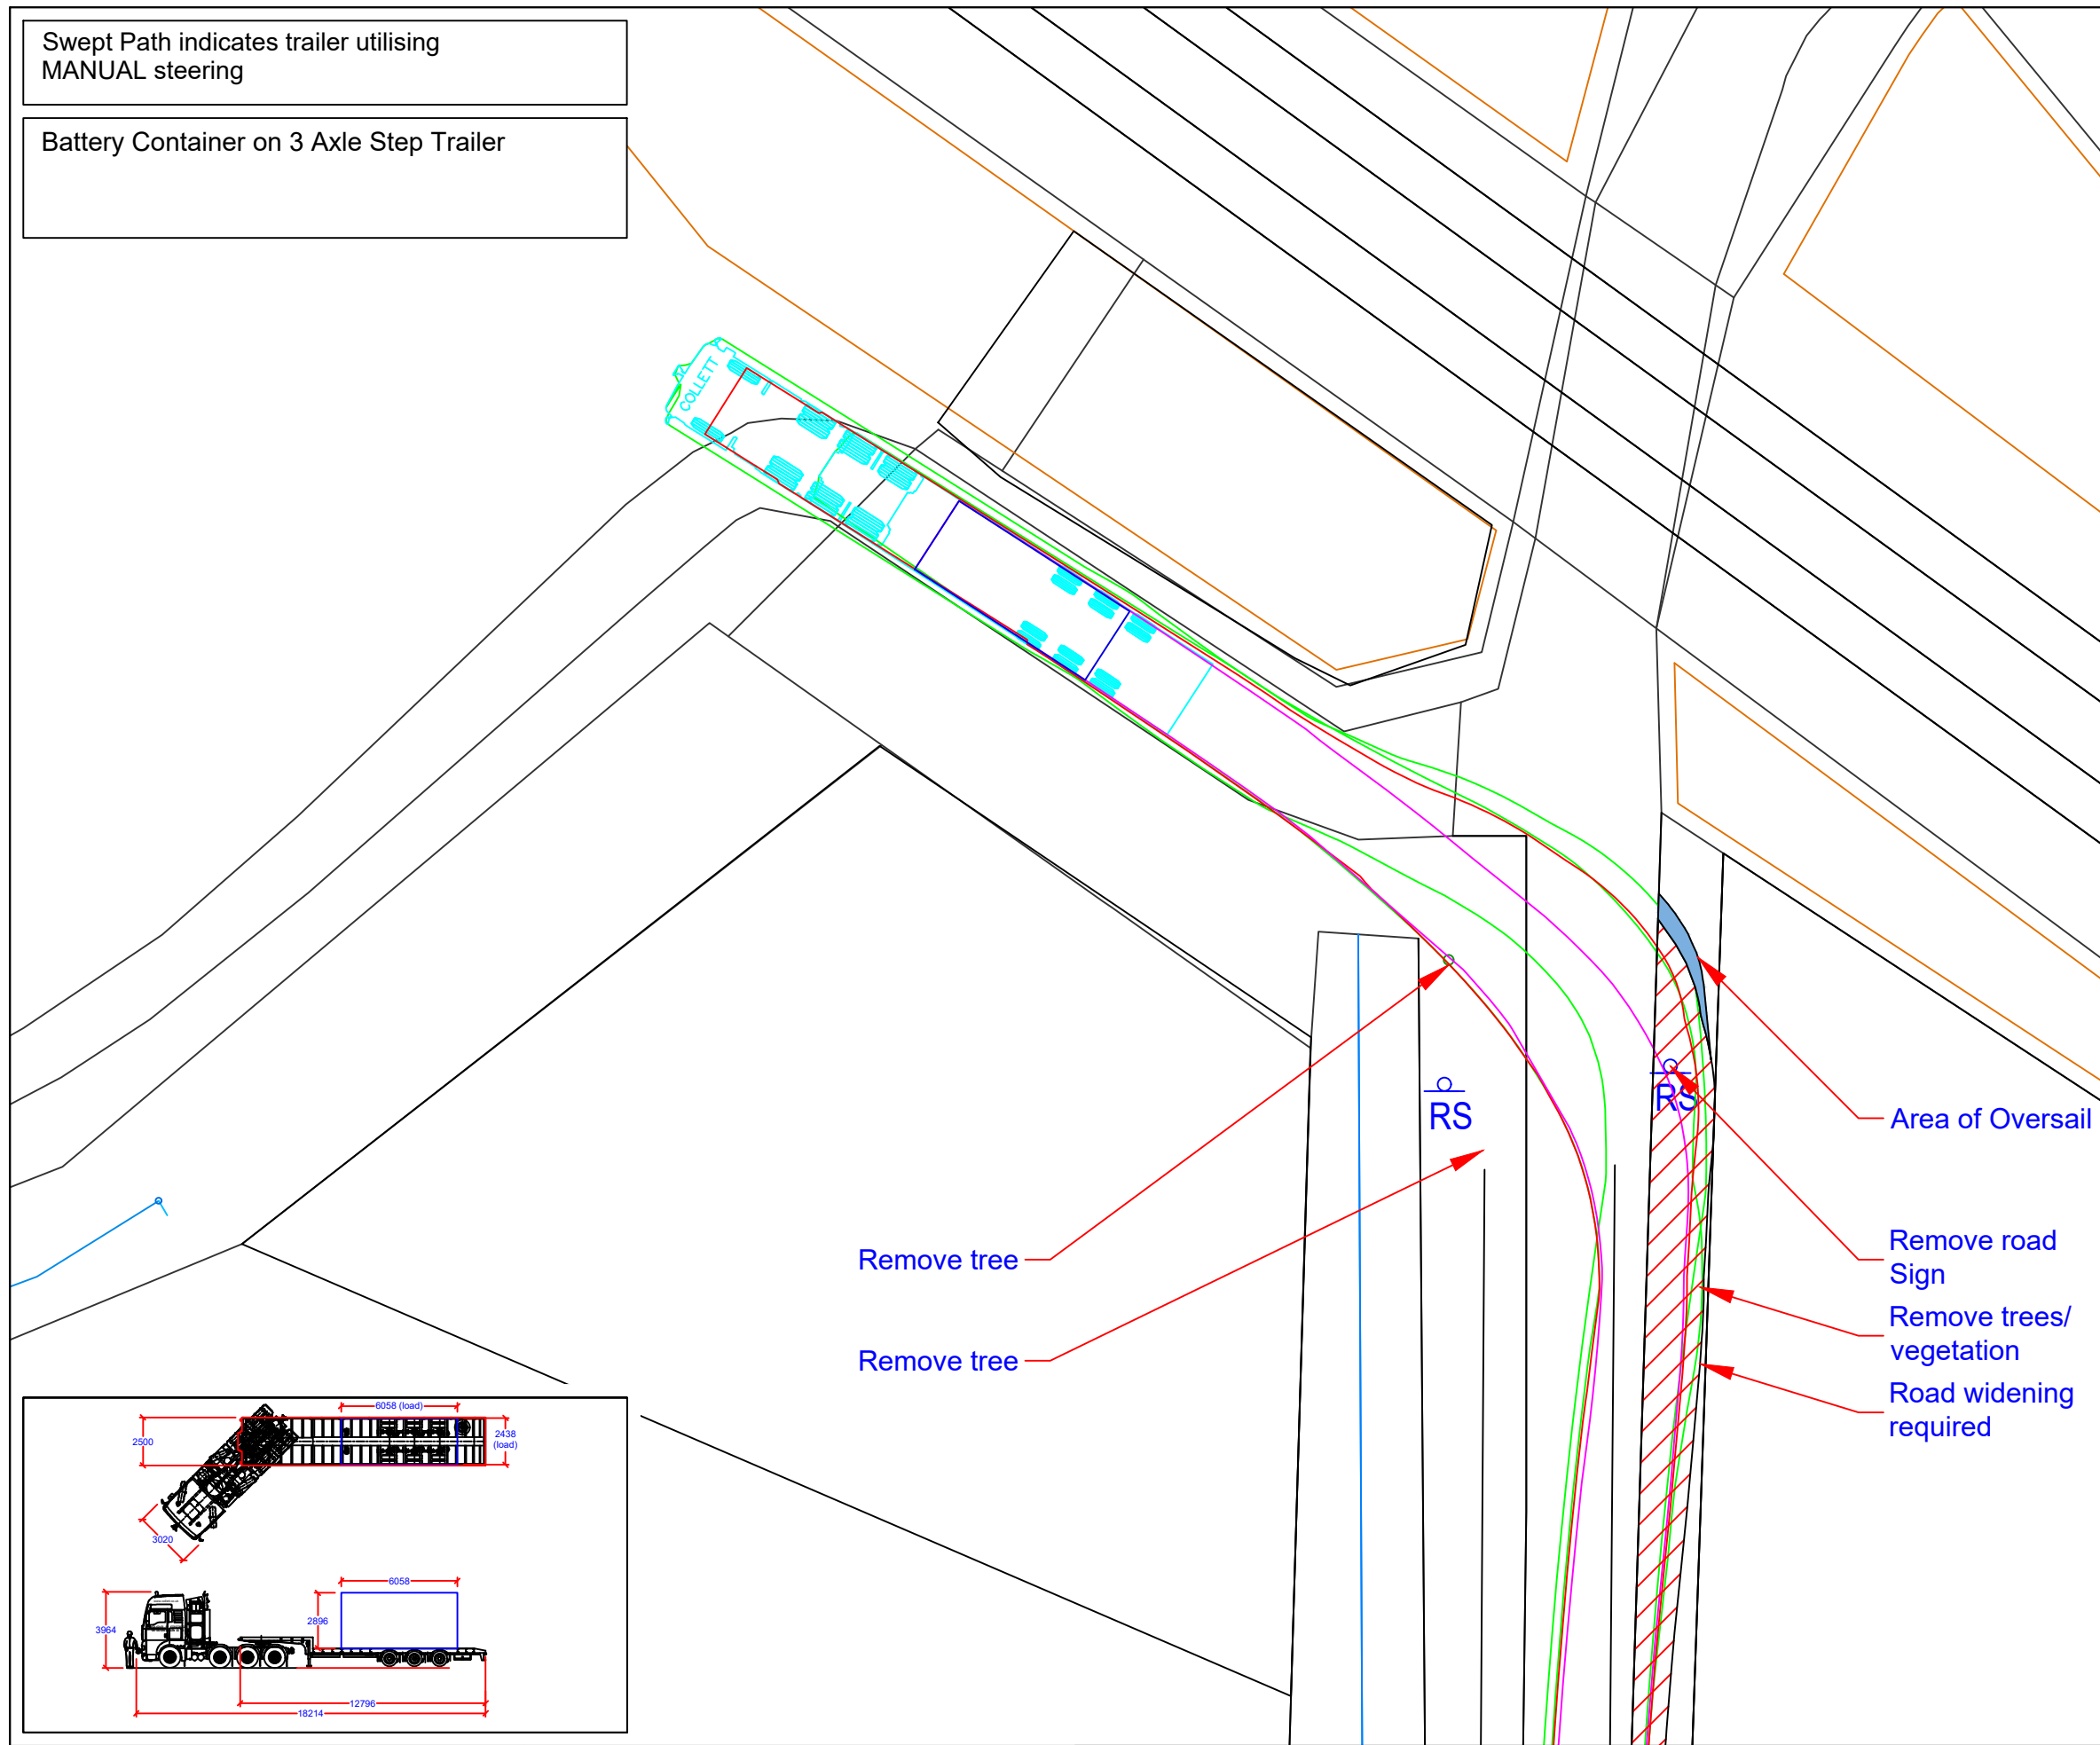 Swept Path indicates trailer utilising
MANUAL steering
Battery Container on 3 Axle Step Trailer
COLLETT
RS
RS
Area of Oversail
Remove road
Sign
Remove tree
Remove trees/
vegetation
Remove tree
Road widening
required
6058 (load)
2500
2438
(load)
3020
6058
2896
3964
12796
18214